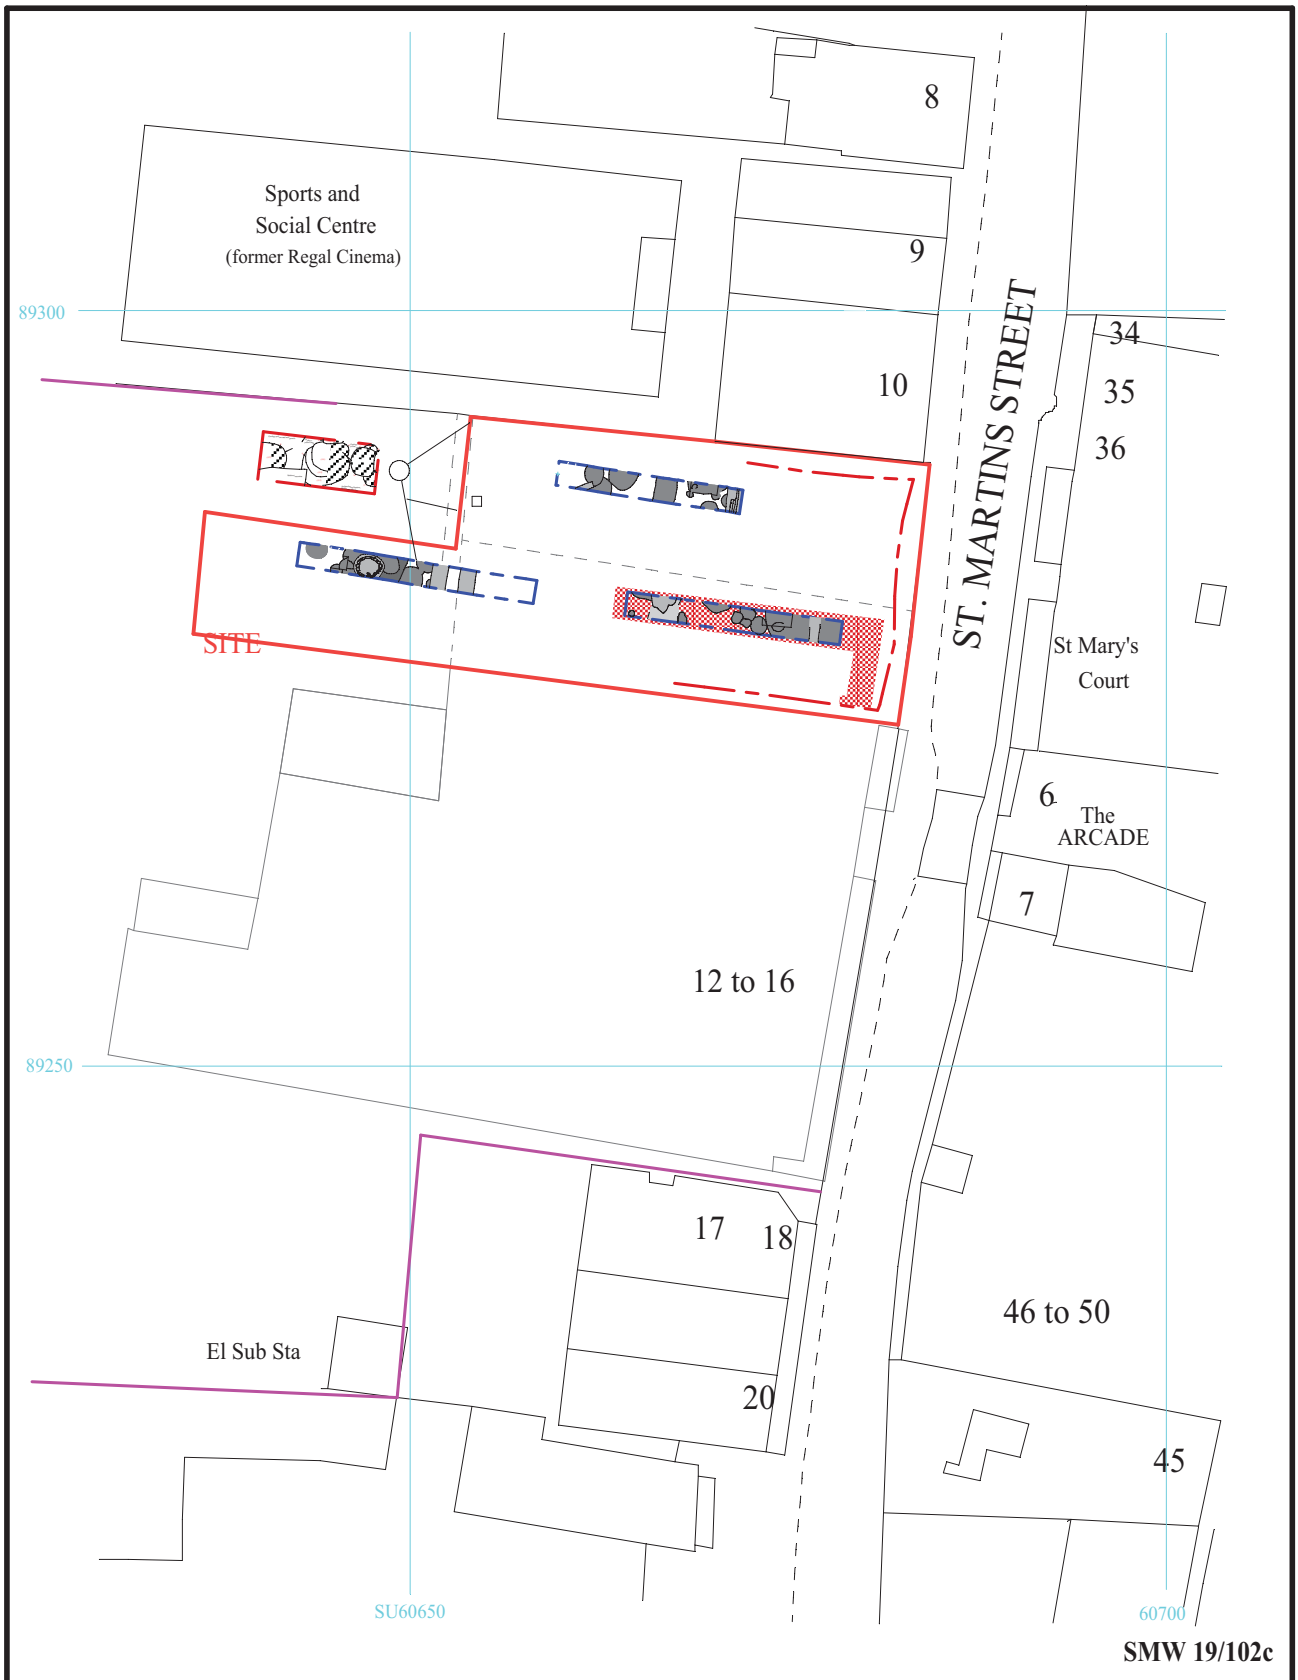 8
Sports and
Social Centre
(former Regal Cinema)
9
89300
34
ST. MARTINS STREET
35
10
36
SITE
St Mary's
Court
6
The
ARCADE
7
12 to 16
89250
17
18
46 to 50
El Sub Sta
20
45
SU60650
60700
SMW 19/102c